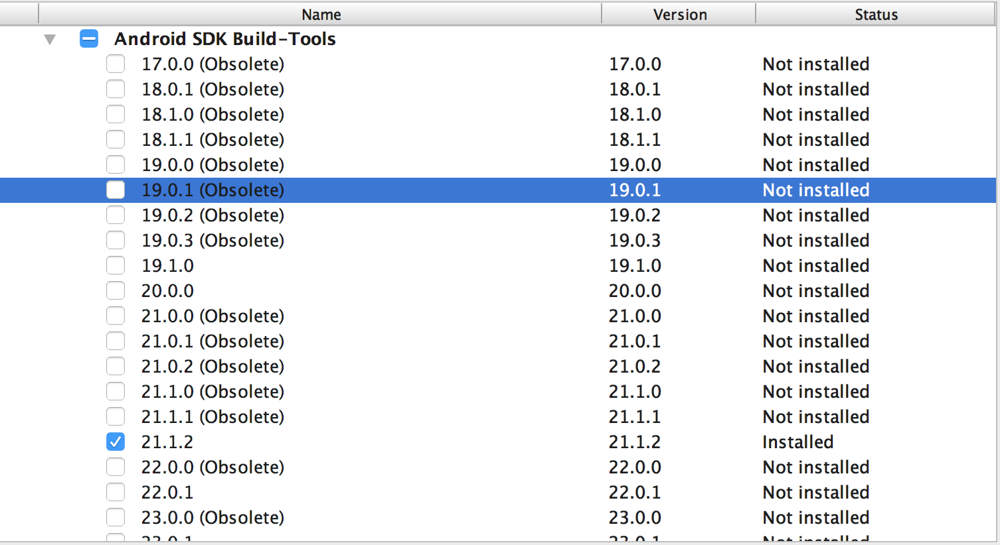 Name Version Status
Android SDK Build-Tools
17.0.0 (Obsolete) 17.0.0 Not installed
18.0.1 (Obsolete) 18.0.1 Not installed
18.1.0 (Obsolete) 18.1.0 Not installed
18.1.1 (Obsolete) 18.1.1 Not installed
19.0.0 (Obsolete) 19.0.0 Not installed
19.0.1 (Obsolete) 19.0.1 Not installed
19.0.2 (Obsolete) 19.0.2 Not installed
19.0.3 (Obsolete) 19.0.3 Not installed
19.1.0 19.1.0 Not installed
20.0.0 20.0.0 Not installed
21.0.0 (Obsolete) 21.0.0 Not installed
21.0.1 (Obsolete) 21.0.1 Not installed
21.0.2 (Obsolete) 21.0.2 Not installed
21.1.0 (Obsolete) 21.1.0 Not installed
21.1.1 (Obsolete) 21.1.1 Not installed
21.1.2 21.1.2 Installed
22.0.0 (Obsolete) 22.0.0 Not installed
22.0.1 22.0.1 Not installed
23.0.0 (Obsolete) 23.0.0 Not installed
23.0.1 23.0.1 Not installed